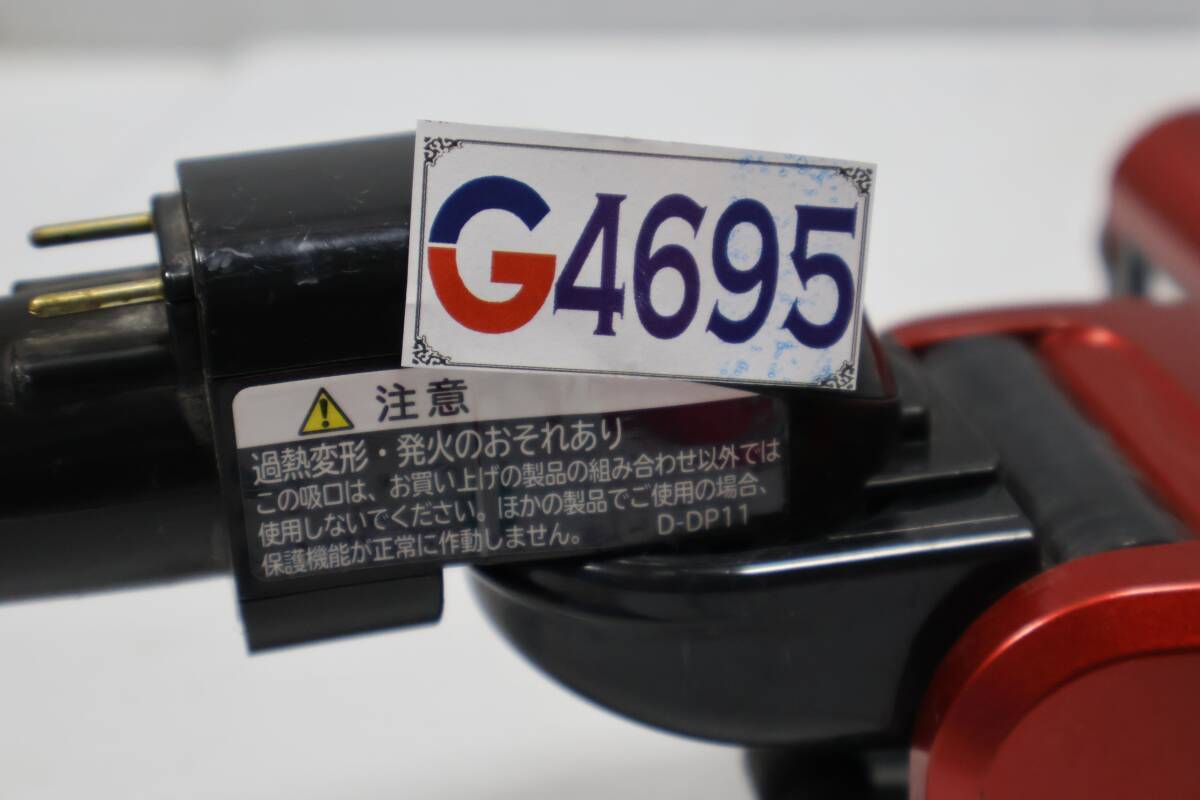 G4695
注意
過熱変形・発火のおそれあり
この吸口は、お買い上げの製品の組み合わせ以外では
使用しないでください。ほかの製品でご使用の場合、
保護機能が正常に作動しません。 D-DP11